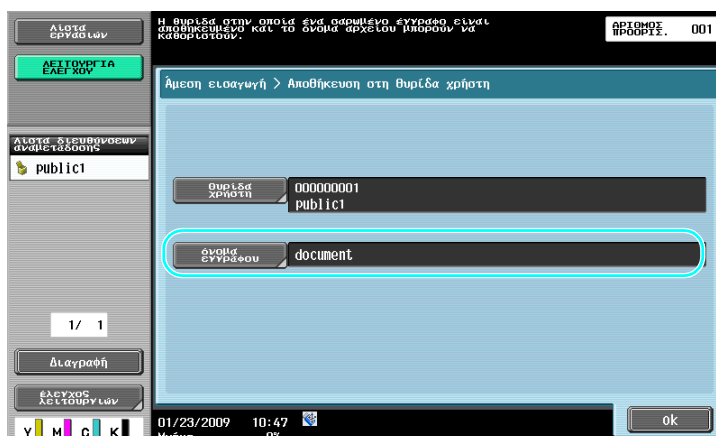 Λίστα
εργασιών
Η θυρίδα στην οποία ένα σαρωμένο έγγραφο είναι
αποθηκευμένο και το όνομα αρχείου μπορούν να
καθοριστούν.
ΑΡΙΘΜΟΣ
ΠΡΟΟΡΙΣ.
001
ΛΕΙΤΟΥΡΓΙΑ
ΕΛΕΓΧΟΥ
Άμεση εισαγωγή > Αποθήκευση στη θυρίδα χρήστη
Λίστα διευθύνσεων
αναμετάδοσης
public1
θυρίδα
χρήστη
000000001
public1
όνομα
εγγράφου
document
1/ 1
Διαγραφή
έλεγχος
λειτουργιών
Y M C K
01/23/2009 10:47
Μνήμη 0%
ok